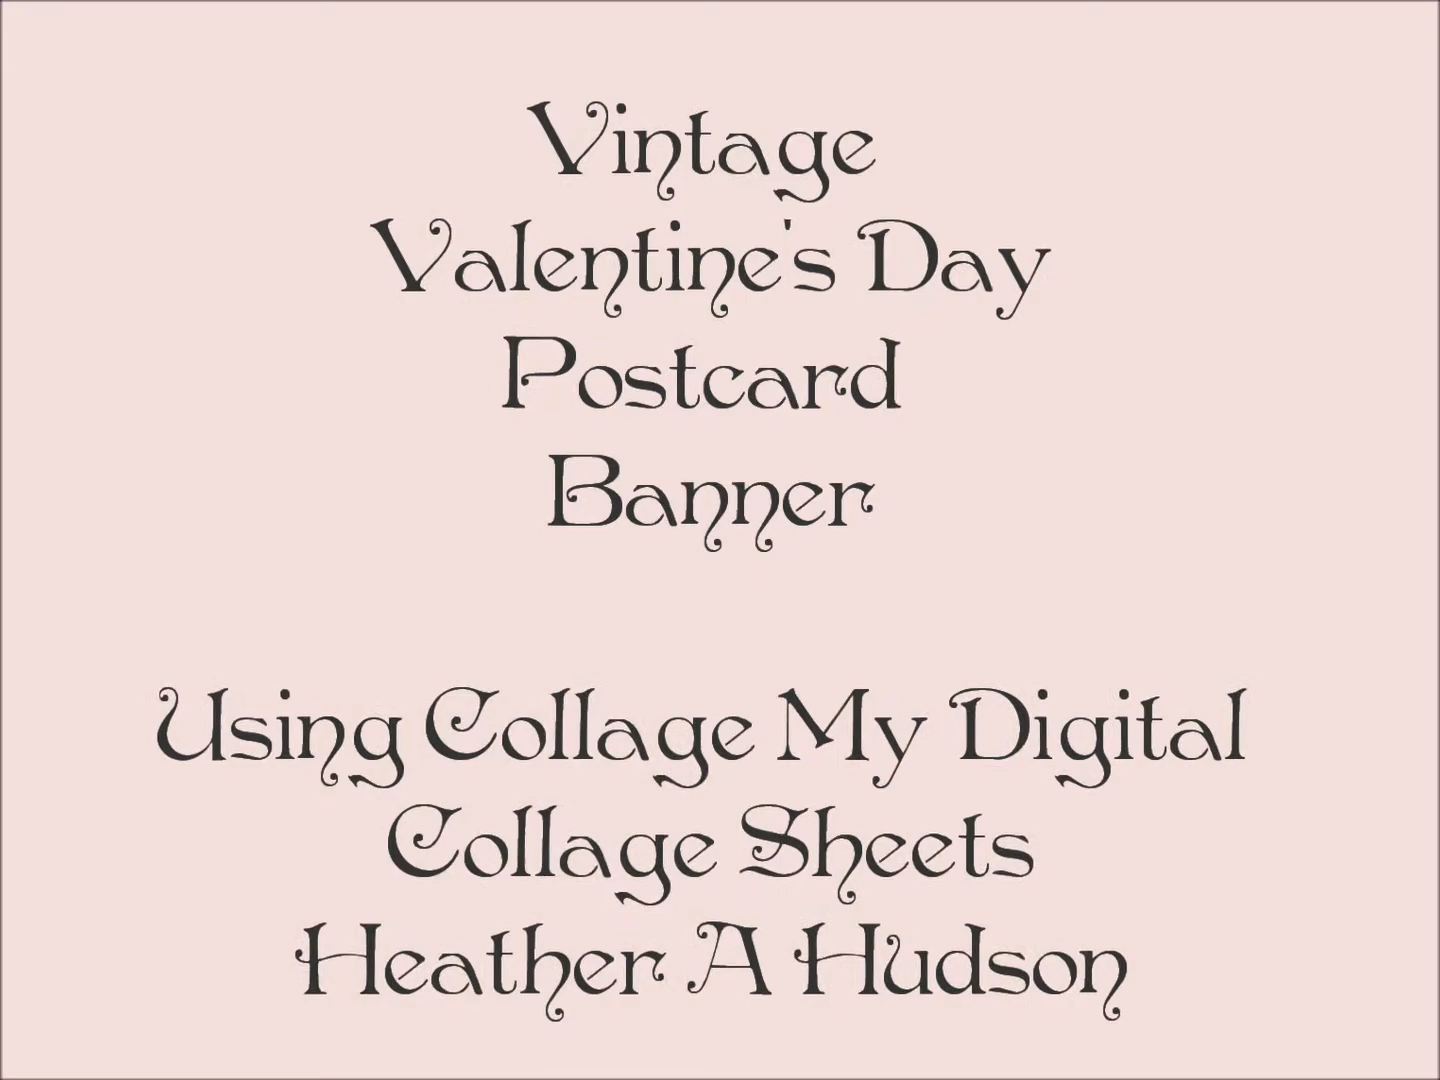 Vintage
Valentine's Day
Postcard
Banner
Using Collage My Digital
Collage Sheets
Heather A Hudson